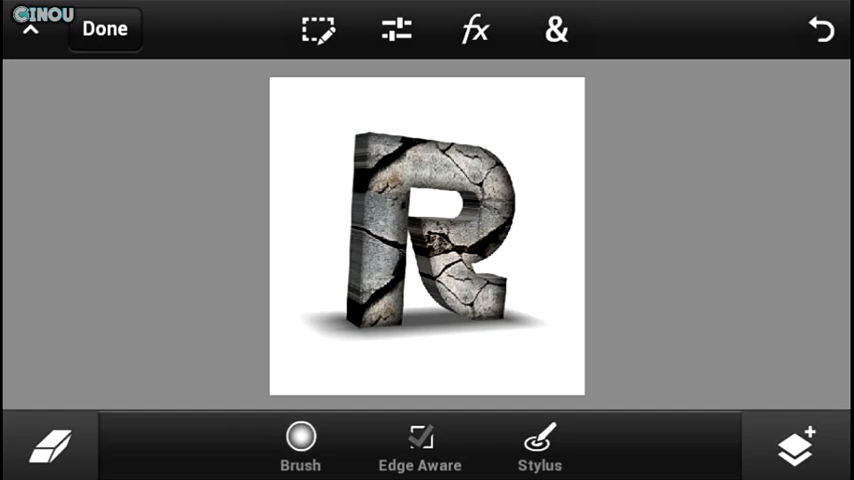 GINOU
Done
fx
&
R
Brush
Edge Aware
Stylus